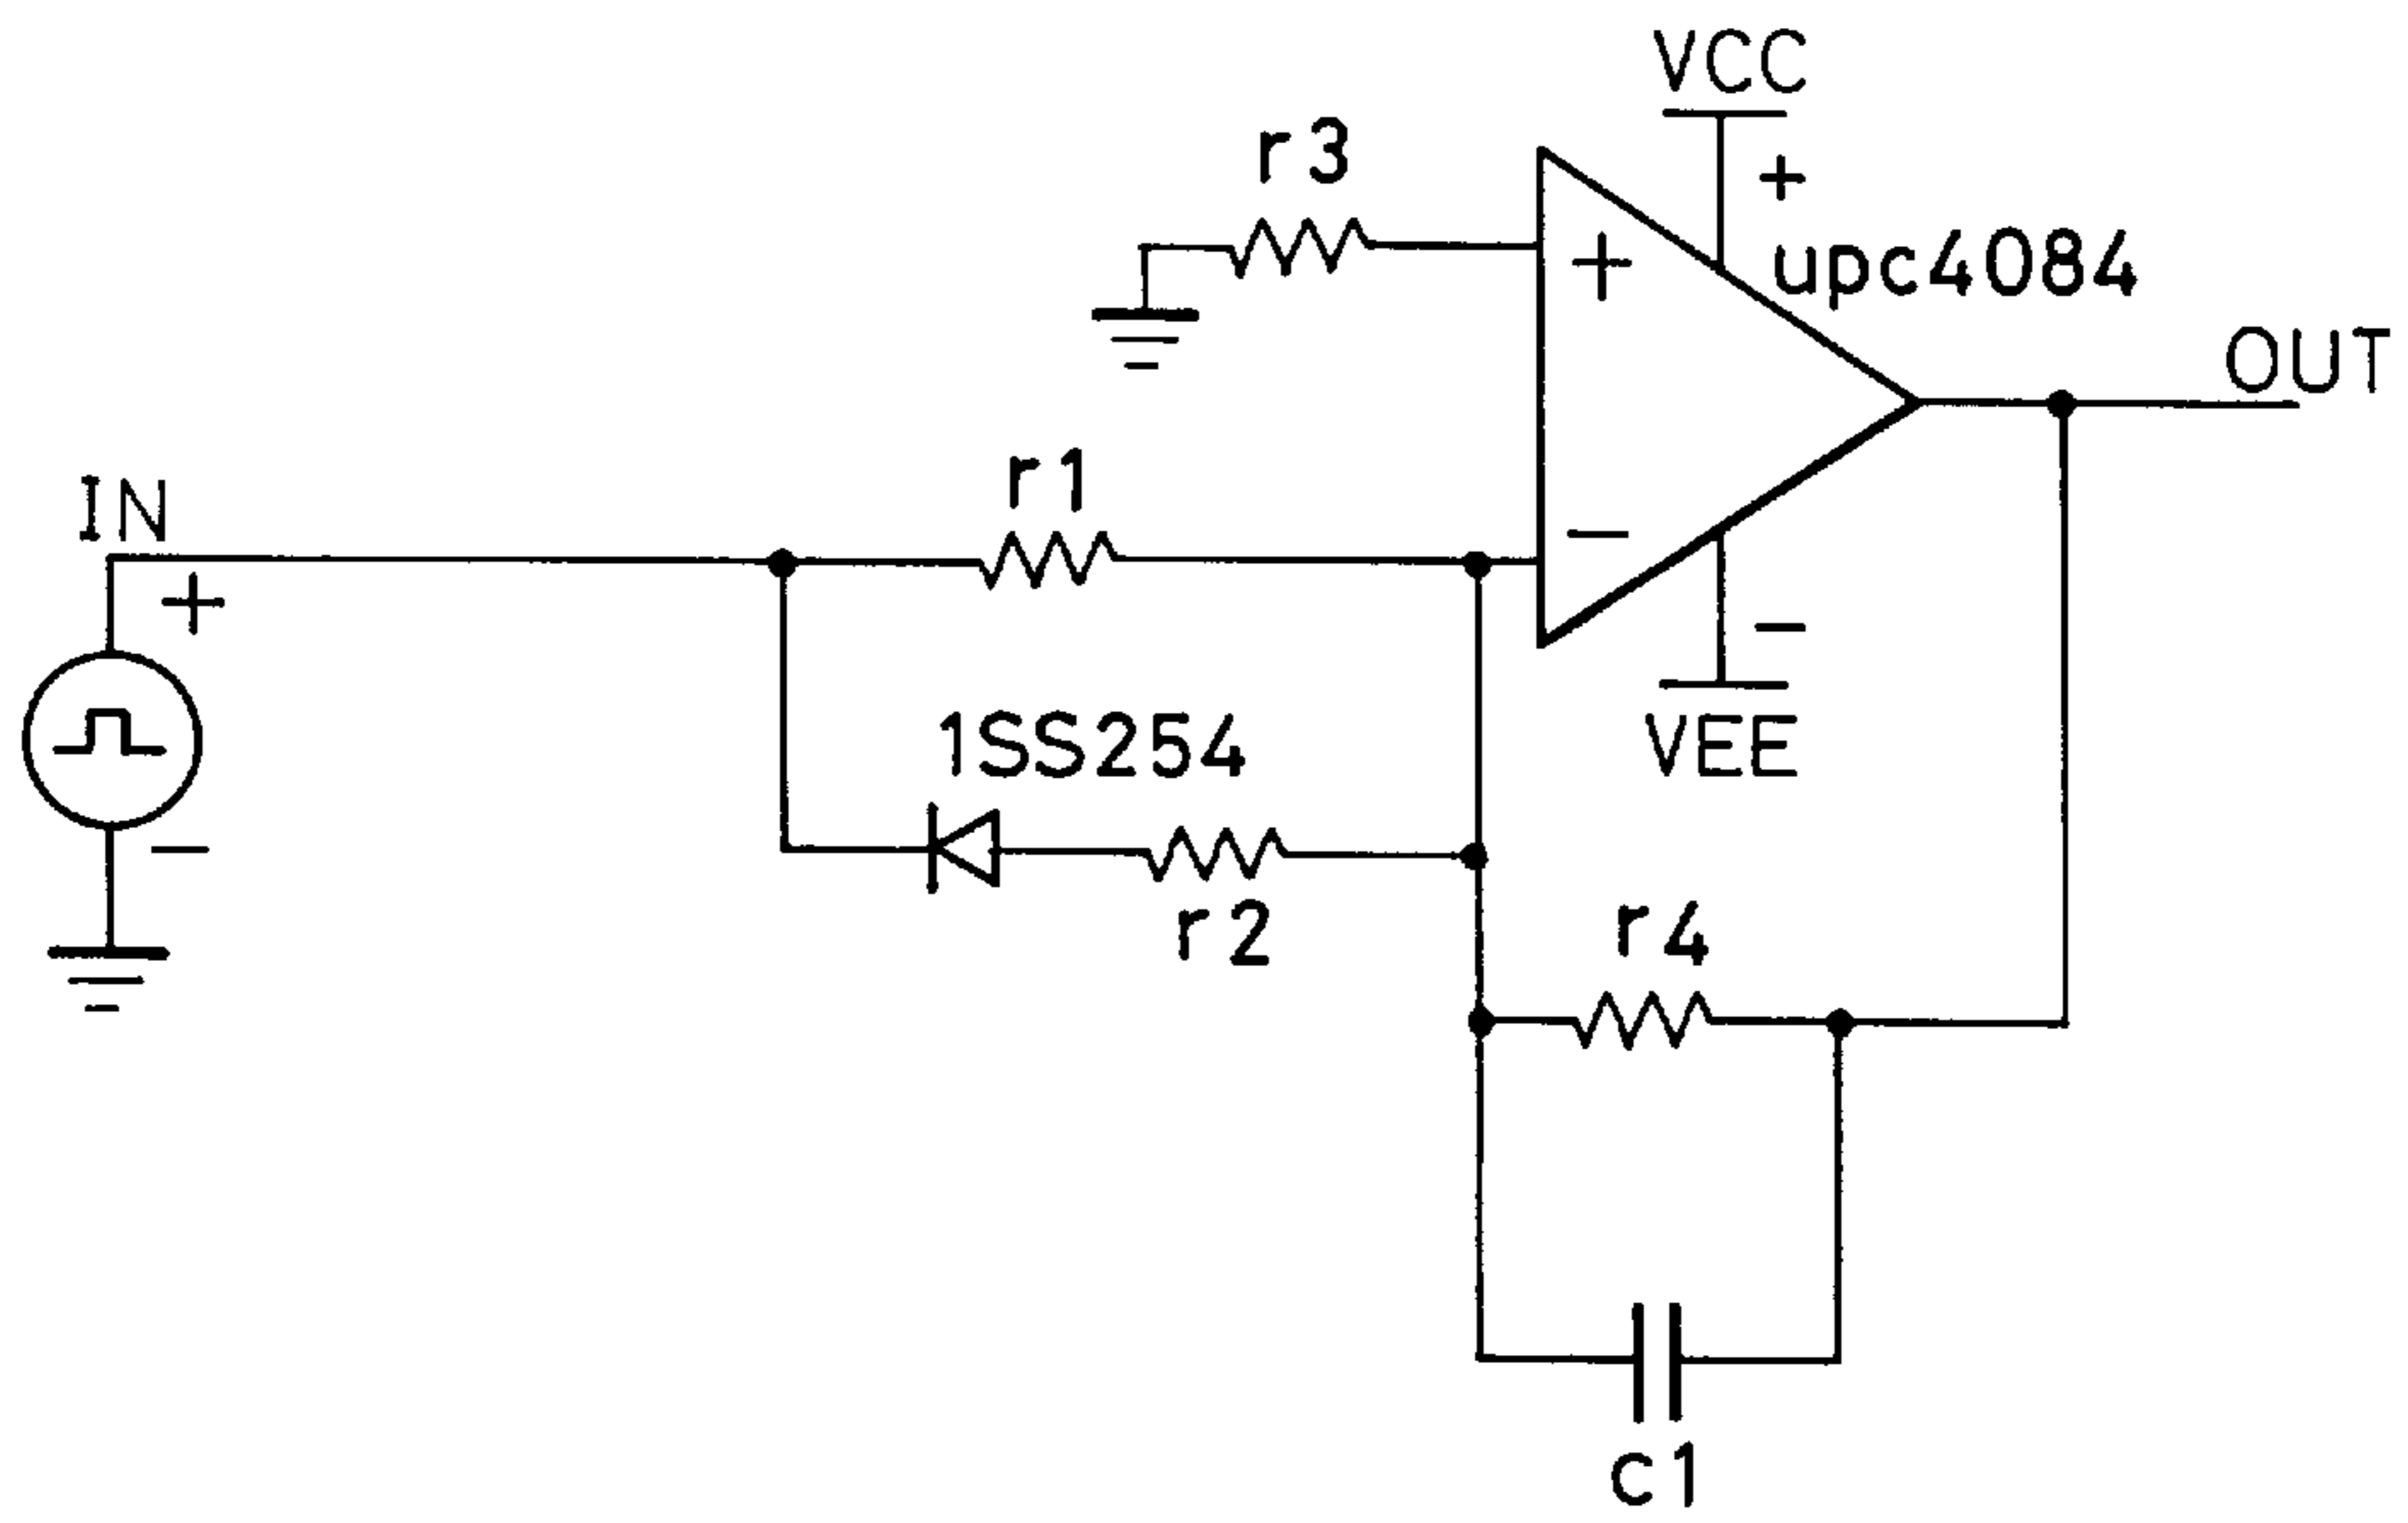 VCC
r3
+
+
upc4084
OUT
r1
IN
-
+
-
VEE
1SS254
-
r2
r4
c1